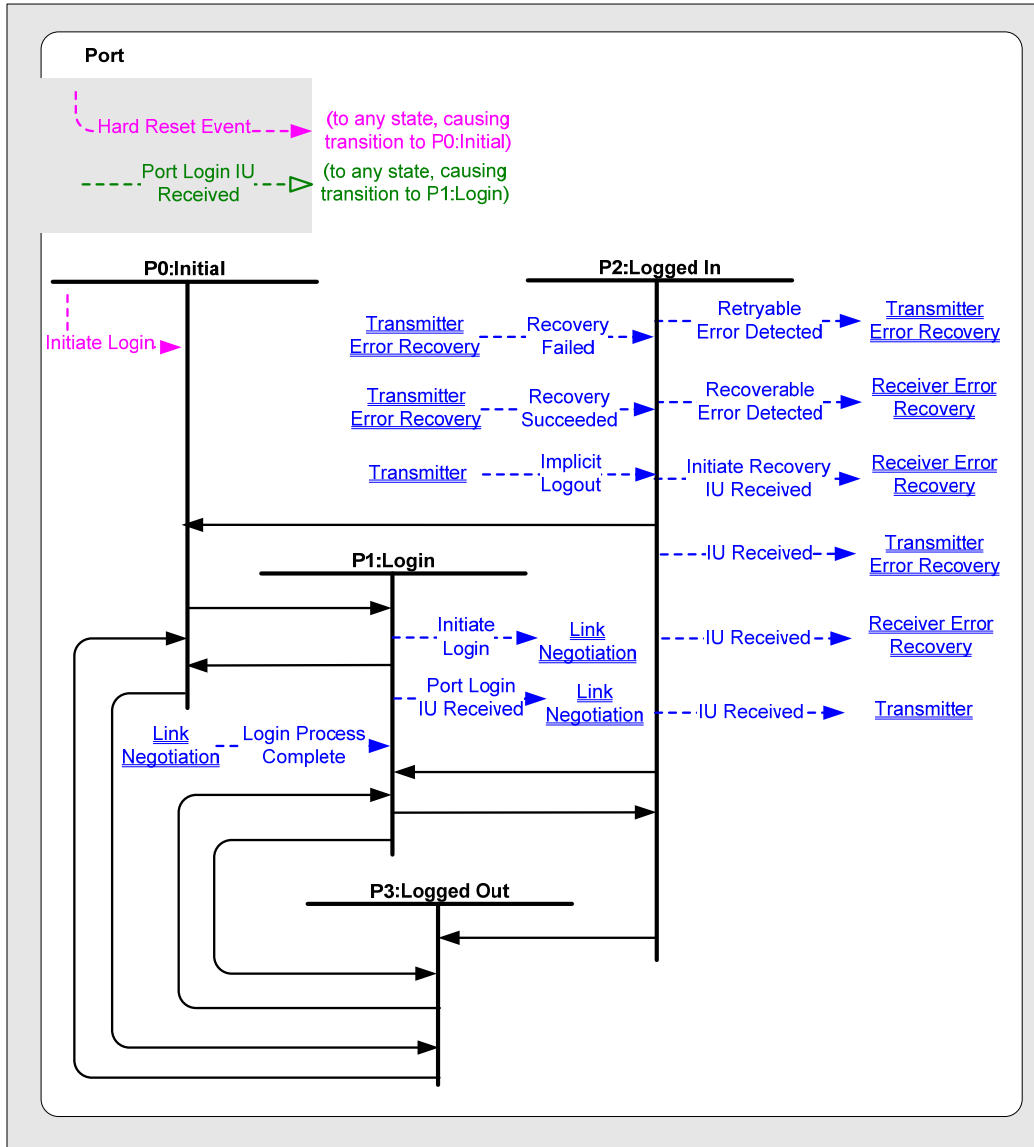 Port
Hard Reset Event
(to any state, causing
transition to P0:Initial)
Port Login IU
Received
(to any state, causing
transition to P1:Login)
P0:Initial
Initiate Login
P2:Logged In
Transmitter
Error Recovery
Recovery
Failed
Retryable
Error Detected
Transmitter
Error Recovery
Transmitter
Error Recovery
Recovery
Succeeded
Recoverable
Error Detected
Receiver Error
Recovery
Transmitter
Implicit
Logout
Initiate Recovery
IU Received
Receiver Error
Recovery
IU Received
Transmitter
Error Recovery
P1:Login
Initiate
Login
Link
Negotiation
IU Received
Receiver Error
Recovery
Port Login
IU Received
Link
Negotiation
IU Received
Transmitter
Link
Negotiation
Login Process
Complete
P3:Logged Out